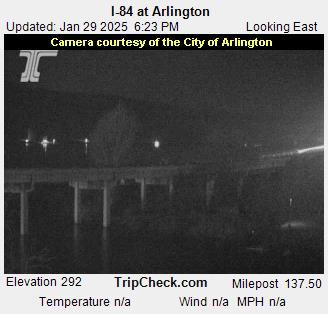 I-84 at Arlington
Updated: Jan 29 2025 6:23 PM Looking East
Camera courtesy of the City of Arlington
Elevation 292 TripCheck.com Milepost 137.50
Temperature n/a Wind n/a MPH n/a